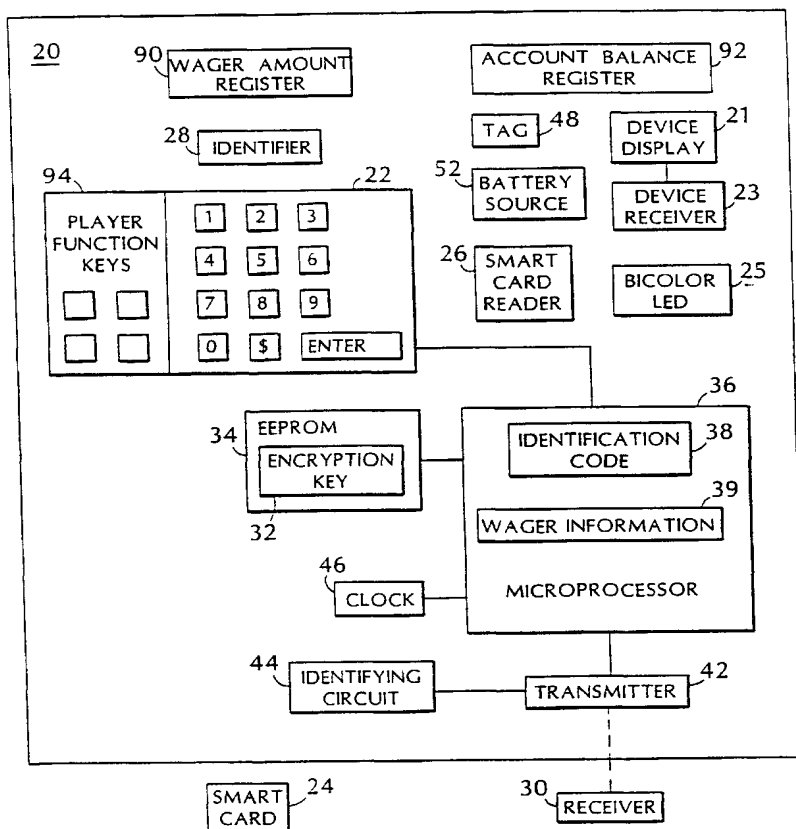 20
90
WAGER AMOUNT
REGISTER
ACCOUNT BALANCE
REGISTER
92
28
IDENTIFIER
TAG
48
DEVICE
DISPLAY
21
52
BATTERY
SOURCE
DEVICE
RECEIVER
23
94
22
PLAYER
FUNCTION
KEYS
1 2 3
4 5 6
7 8 9
0 $ ENTER
26
SMART
CARD
READER
BICOLOR
LED
25
36
34
EEPROM
ENCRYPTION
KEY
32
IDENTIFICATION
CODE
38
39
WAGER INFORMATION
MICROPROCESSOR
46
CLOCK
44
IDENTIFYING
CIRCUIT
TRANSMITTER
42
SMART
CARD
24
30
RECEIVER